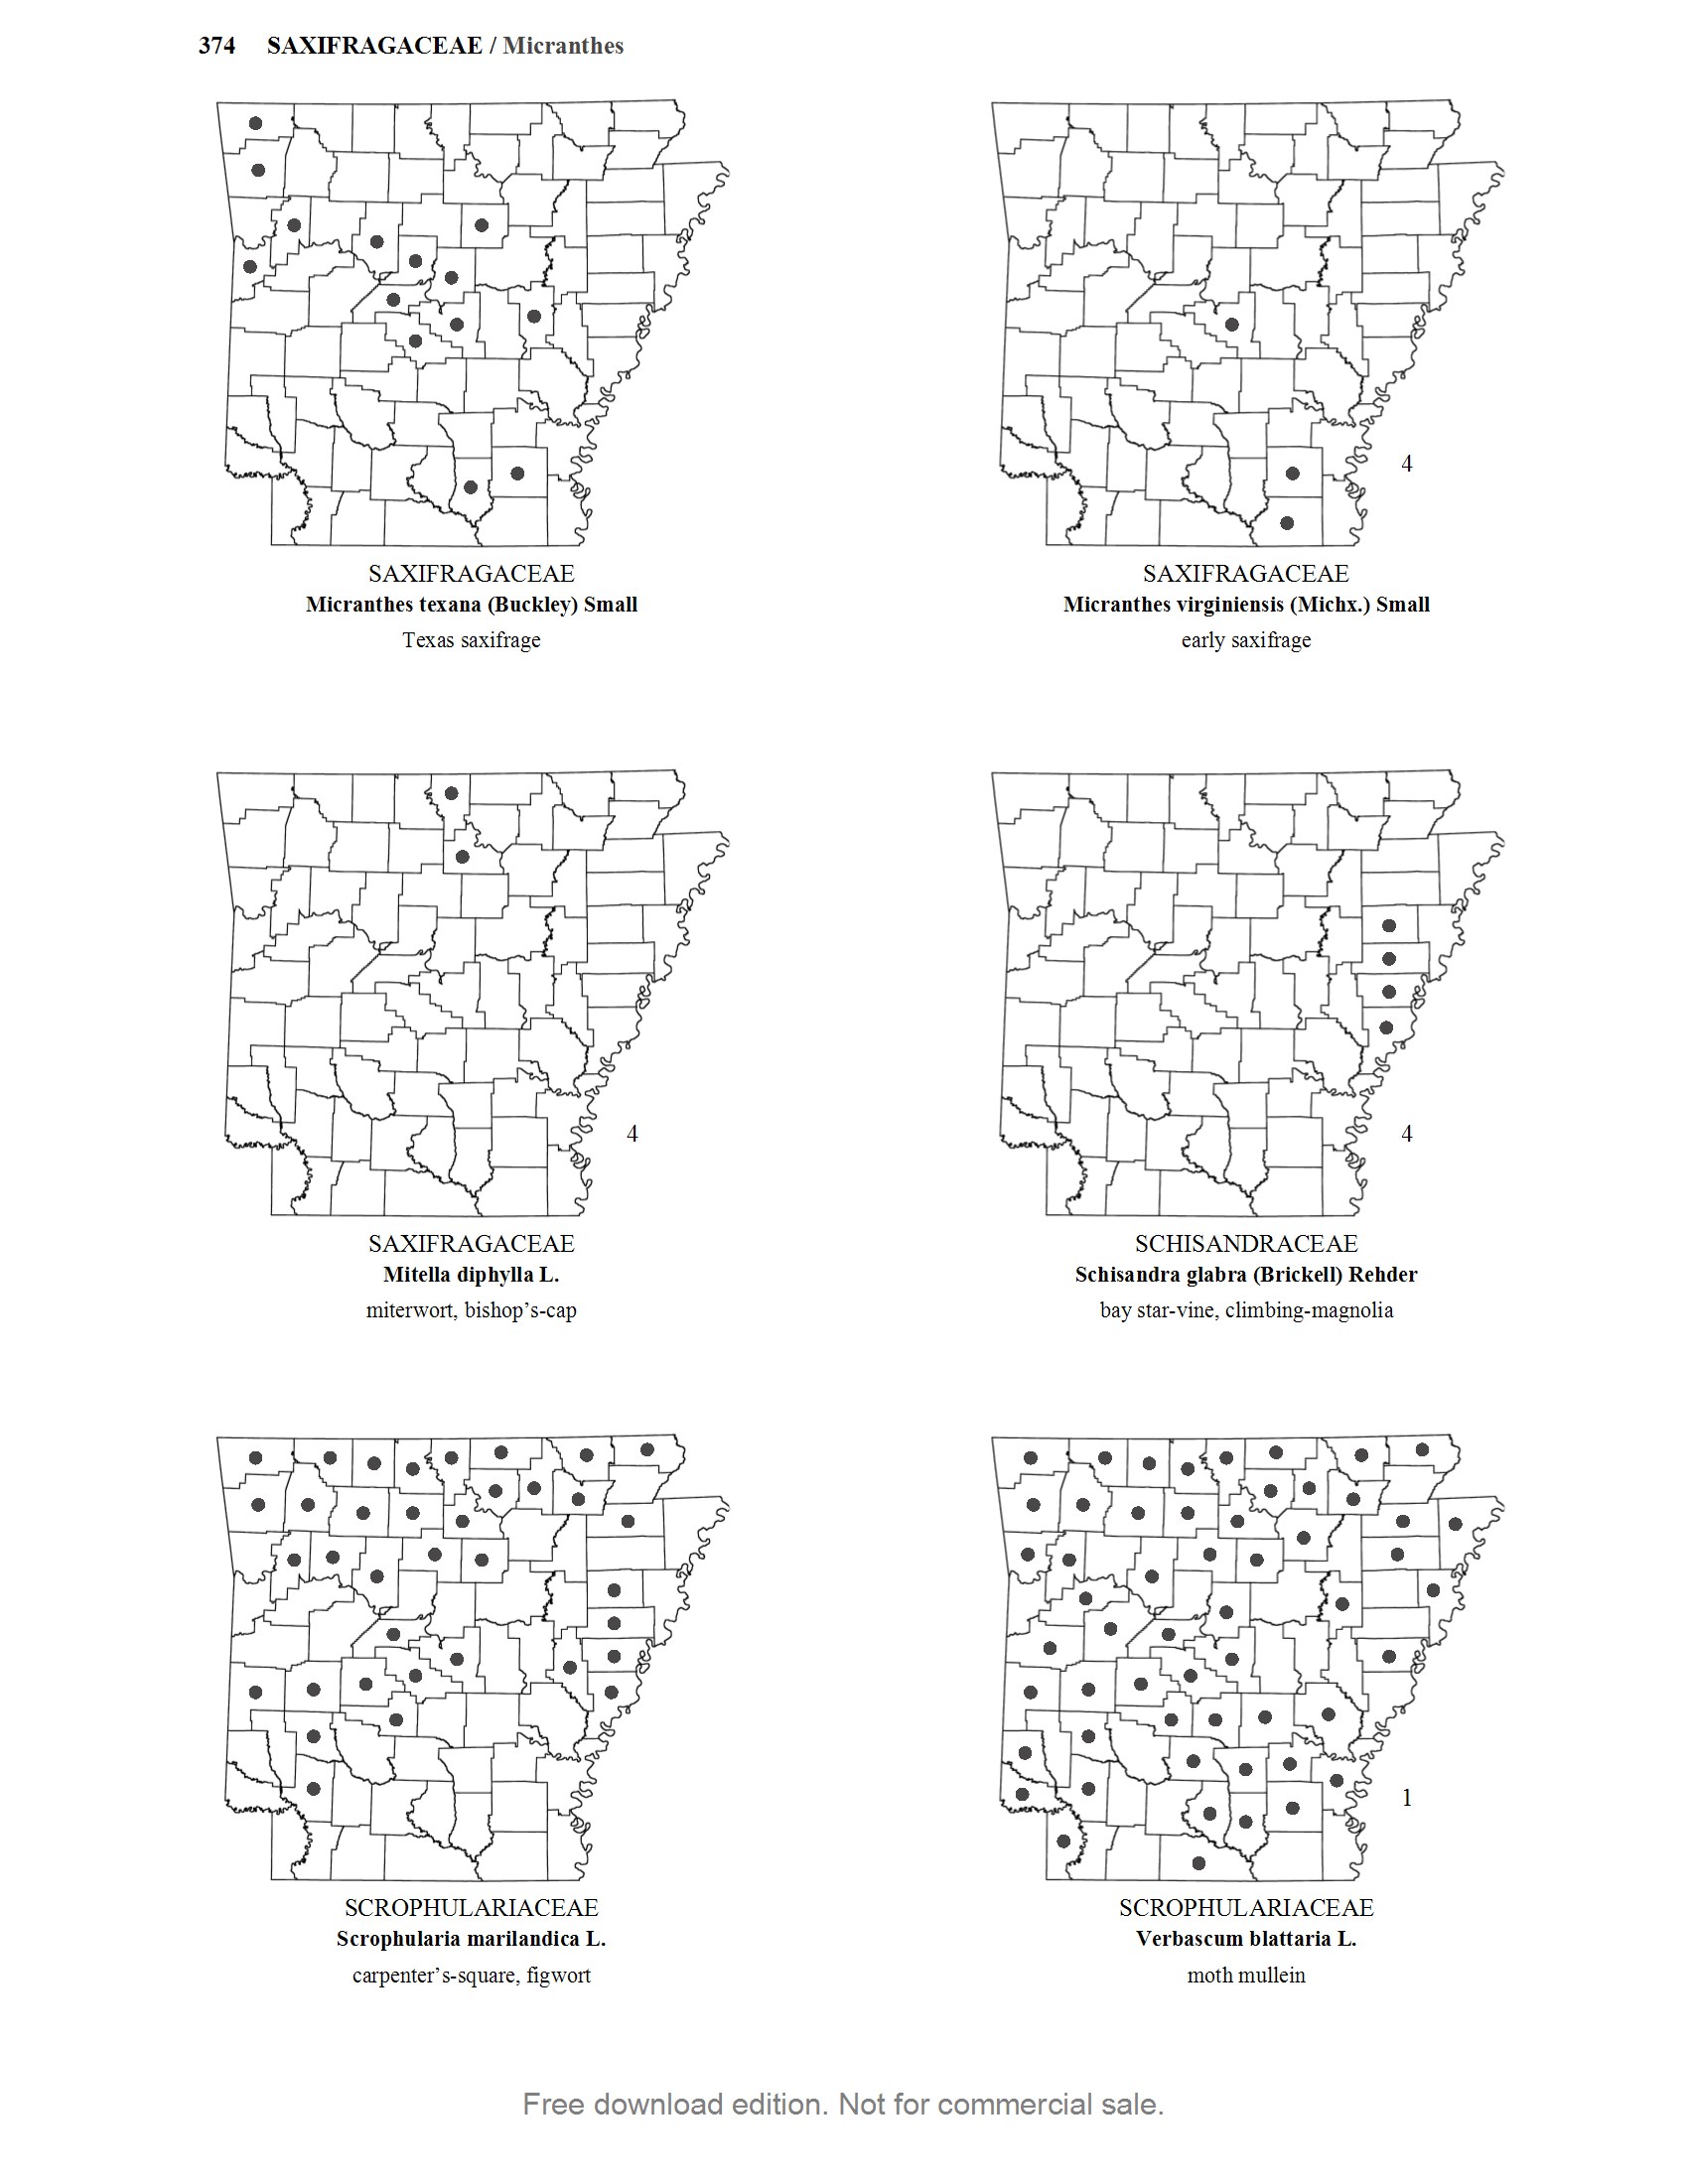 374 SAXIFRAGACEAE / Micranthes
SAXIFRAGACEAE
Micranthes texana (Buckley) Small
Texas saxifrage
4
SAXIFRAGACEAE
Micranthes virginiensis (Michx.) Small
early saxifrage
4
SAXIFRAGACEAE
Mitella diphylla L.
miterwort, bishop’s-cap
4
SCHISANDRACEAE
Schisandra glabra (Brickell) Rehder
bay star-vine, climbing-magnolia
SCROPHULARIACEAE
Scrophularia marilandica L.
carpenter’s-square, figwort
1
SCROPHULARIACEAE
Verbascum blattaria L.
moth mullein
Free download edition. Not for commercial sale.